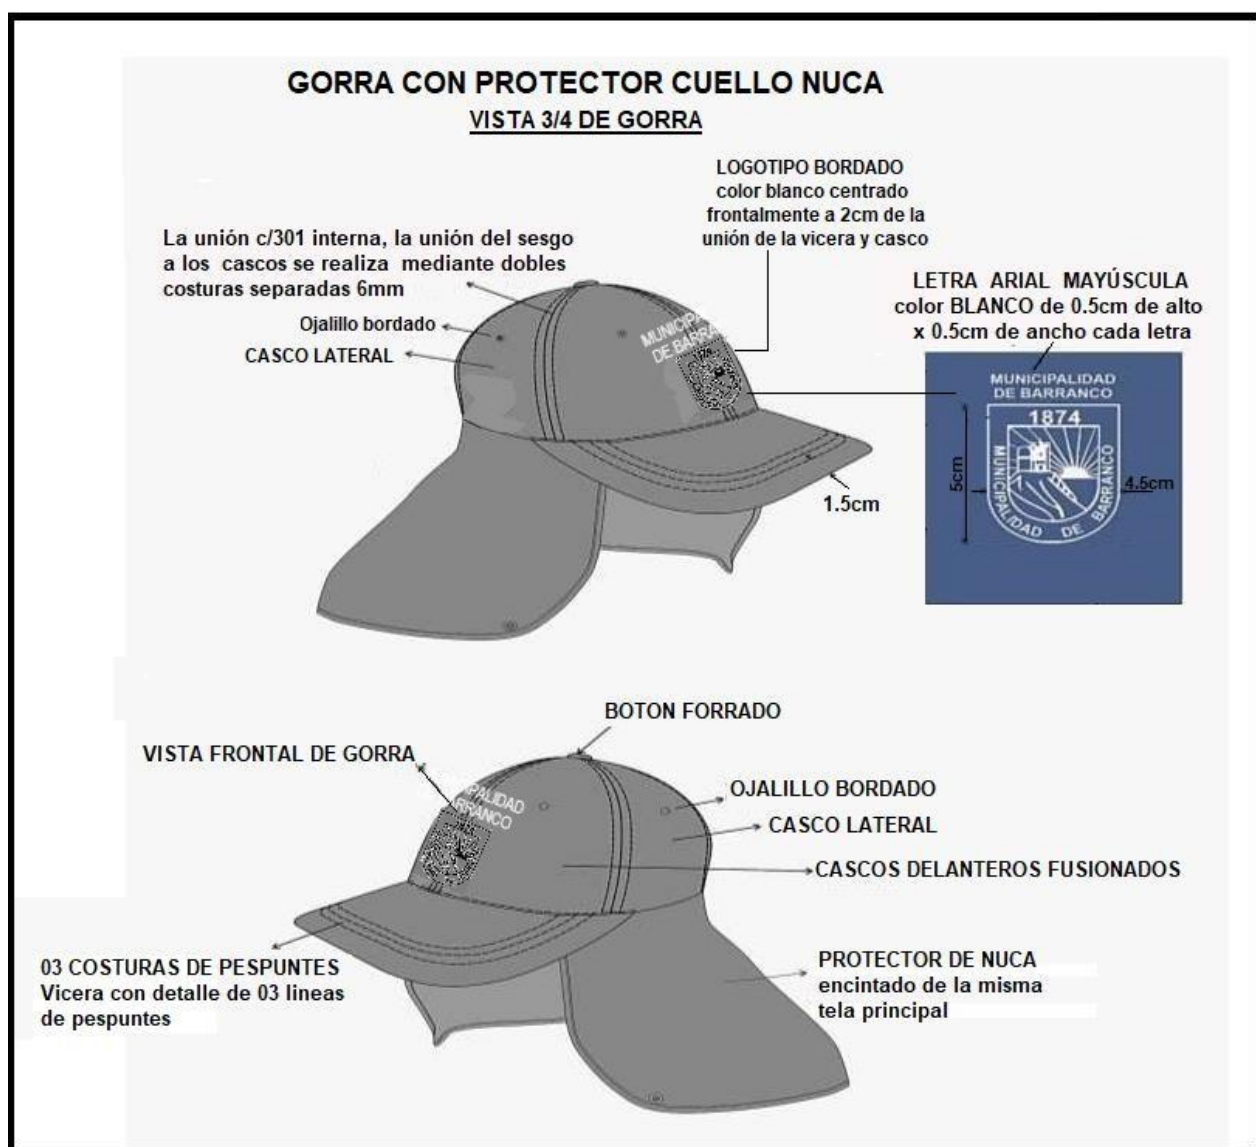 GORRA CON PROTECTOR CUELLO NUCA
VISTA 3/4 DE GORRA
LOGOTIPO BORDADO
color blanco centrado
frontalmente a 2cm de la
unión de la vicera y casco
La unión c/301 interna, la unión del sesgo
a los cascos se realiza mediante dobles
costuras separadas 6mm
Ojalillo bordado
CASCO LATERAL
LETRA ARIAL MAYÚSCULA
color BLANCO de 0.5cm de alto
x 0.5cm de ancho cada letra
MUNICIPA
DE BARRA
MUNICIPALIDAD
DE BARRANCO
1874
MUNICIPALIDAD DE BARRANCO
5cm
4.5cm
1.5cm
BOTON FORRADO
VISTA FRONTAL DE GORRA
IPALIDAD
ARRANCO
OJALILLO BORDADO
CASCO LATERAL
CASCOS DELANTEROS FUSIONADOS
03 COSTURAS DE PESPUNTES
Vicera con detalle de 03 lineas
de pespuntes
PROTECTOR DE NUCA
encintado de la misma
tela principal